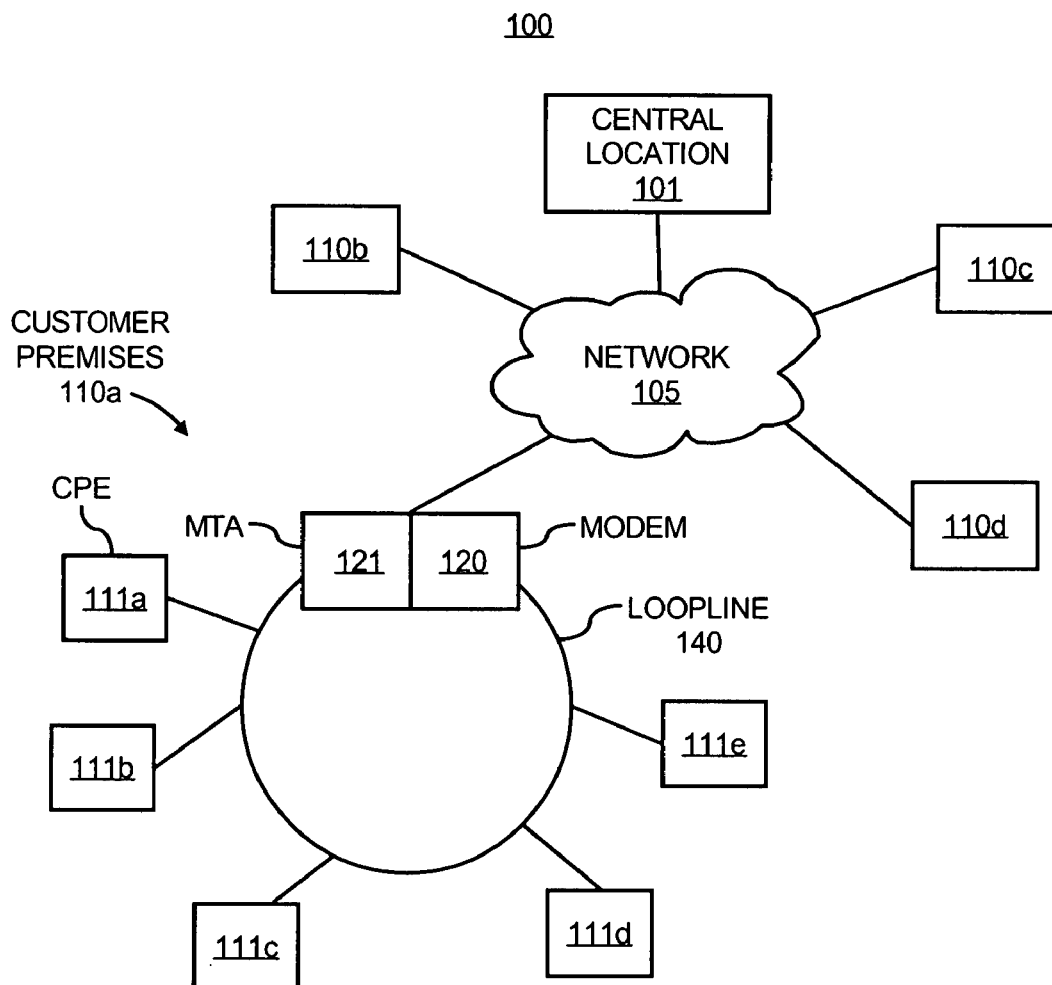 100
CENTRAL
LOCATION
101
110b
110c
CUSTOMER
PREMISES
110a
NETWORK
105
CPE
MTA
MODEM
110d
121
120
111a
LOOPLINE
140
111b
111e
111c
111d